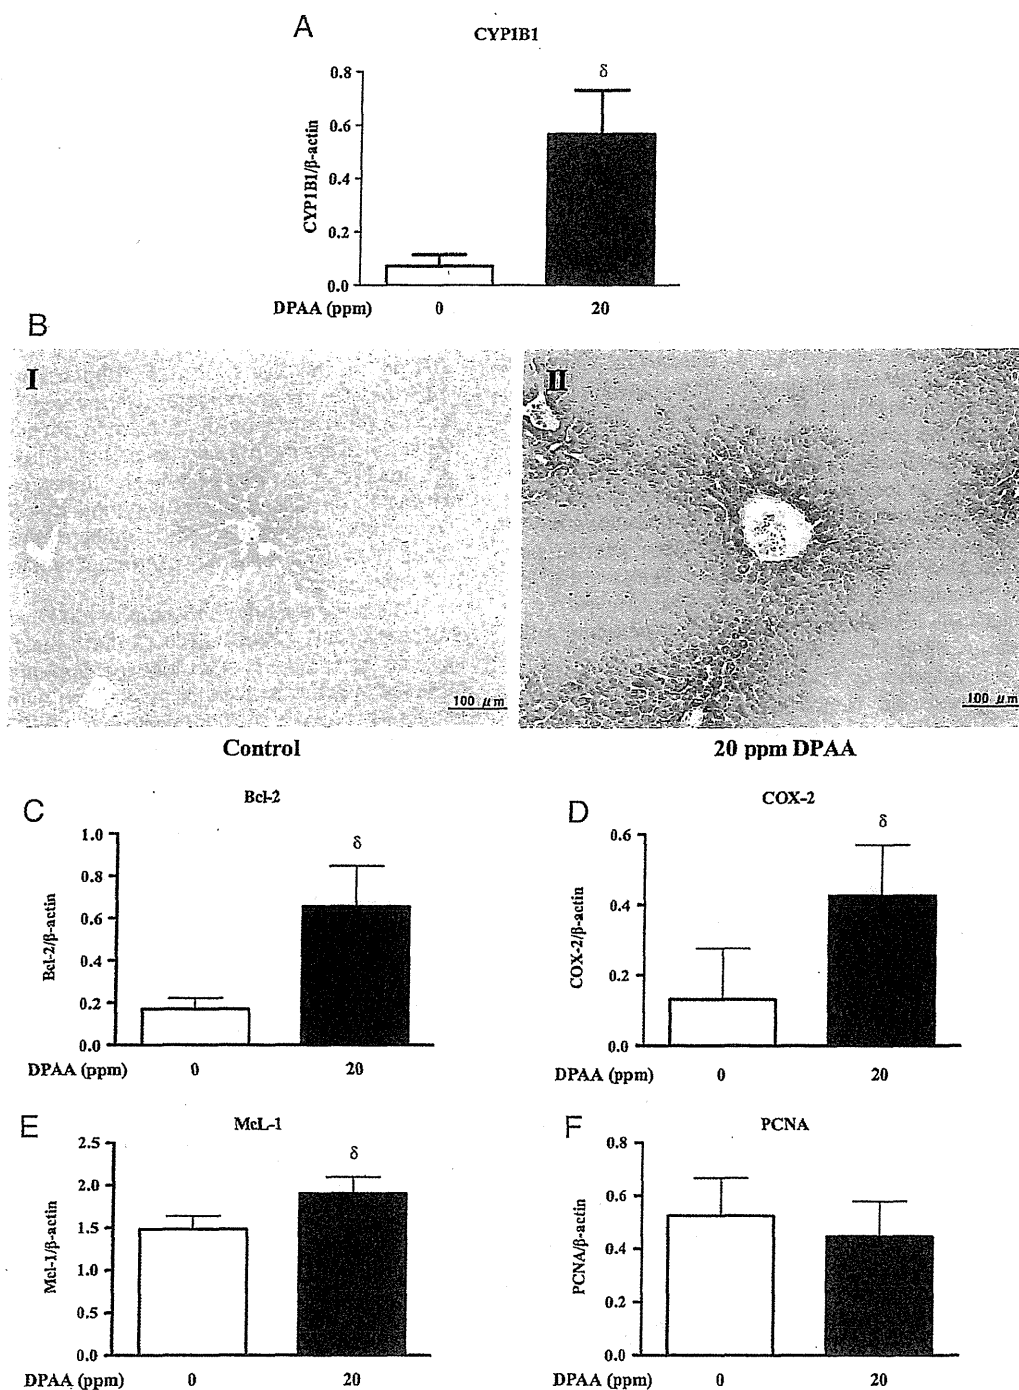 A
CYP1B1
δ
0.8
0.6
0.4
0.2
0.0
CYP1B1/β-actin
DPAA (ppm) 0 20
B
I
II
100 μm
100 μm
Control
20 ppm DPAA
C
Bcl-2
δ
1.0
0.8
0.6
0.4
0.2
0.0
Bcl-2/β-actin
DPAA (ppm) 0 20
D
COX-2
δ
0.6
0.4
0.2
0.0
COX-2/β-actin
DPAA (ppm) 0 20
E
McL-1
δ
2.5
2.0
1.5
1.0
0.5
0.0
Mcl-1/β-actin
DPAA (ppm) 0 20
F
PCNA
0.8
0.6
0.4
0.2
0.0
PCNA/β-actin
DPAA (ppm) 0 20